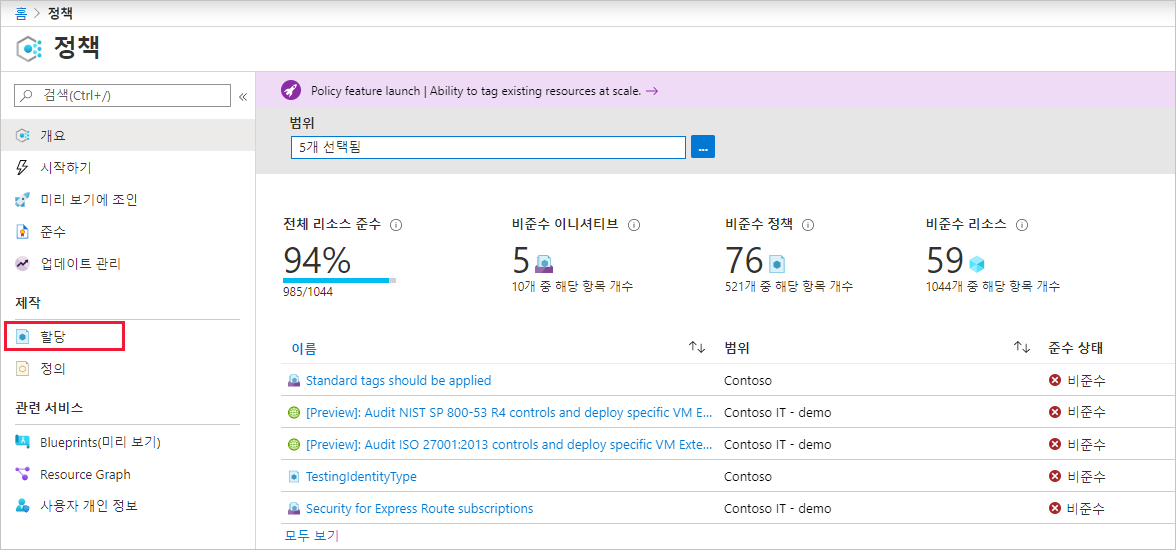 홈 > 정책
정책
검색(Ctrl+/)
«
개요
시작하기
미리 보기에 조인
준수
업데이트 관리
제작
할당
정의
관련 서비스
Blueprints(미리 보기)
Resource Graph
사용자 개인 정보
Policy feature launch | Ability to tag existing resources at scale. →
범위
5개 선택됨
...
전체 리소스 준수
94%
985/1044
비준수 이니셔티브
5
10개 중 해당 항목 개수
비준수 정책
76
521개 중 해당 항목 개수
비준수 리소스
59
1044개 중 해당 항목 개수
이름 ↑↓ 범위 ↑↓ 준수 상태
Standard tags should be applied Contoso 비준수
[Preview]: Audit NIST SP 800-53 R4 controls and deploy specific VM E... Contoso IT - demo 비준수
[Preview]: Audit ISO 27001:2013 controls and deploy specific VM Exte... Contoso IT - demo 비준수
TestingIdentityType Contoso 비준수
Security for Express Route subscriptions Contoso IT - demo 비준수
모두 보기